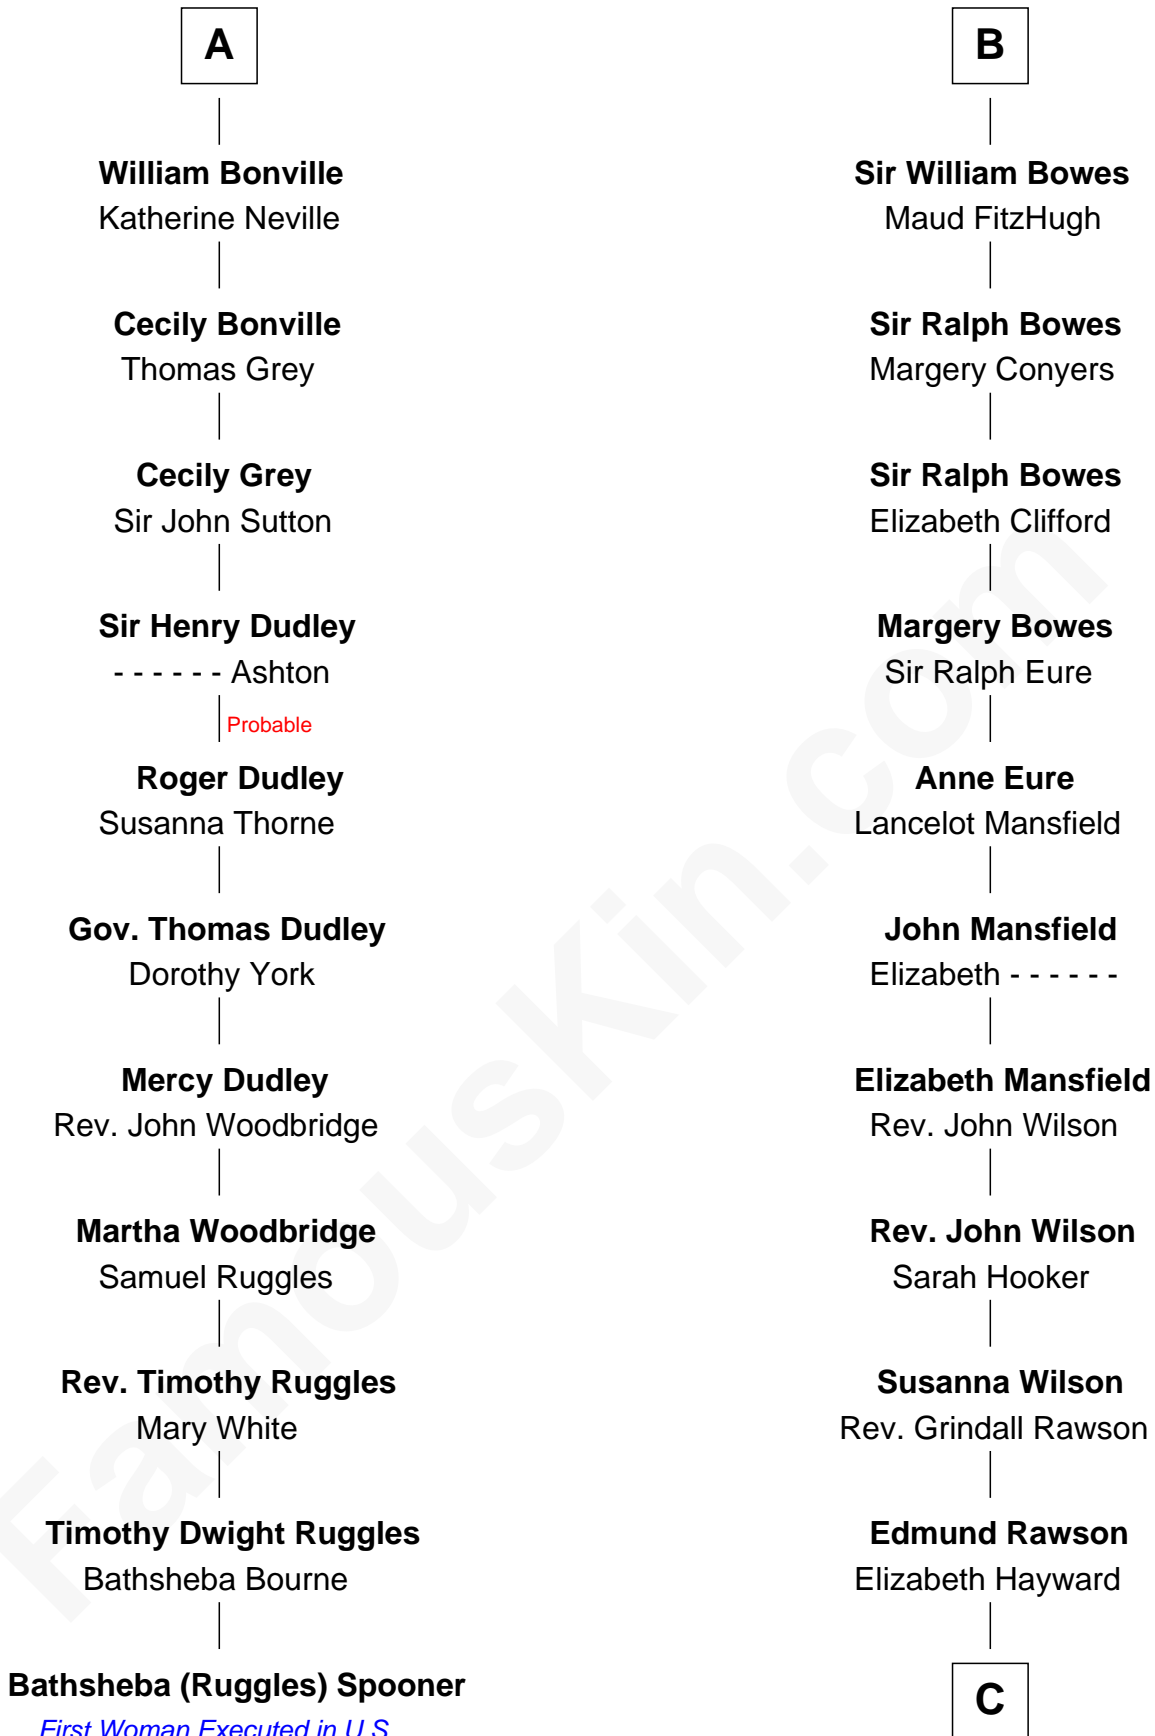 A
William Bonville
Katherine Neville
Cecily Bonville
Thomas Grey
Cecily Grey
Sir John Sutton
Sir Henry Dudley
- - - - - - Ashton
Probable
Roger Dudley
Susanna Thorne
Gov. Thomas Dudley
Dorothy York
Mercy Dudley
Rev. John Woodbridge
Martha Woodbridge
Samuel Ruggles
Rev. Timothy Ruggles
Mary White
Timothy Dwight Ruggles
Bathsheba Bourne
Bathsheba (Ruggles) Spooner
First Woman Executed in U.S.
B
Sir William Bowes
Maud FitzHugh
Sir Ralph Bowes
Margery Conyers
Sir Ralph Bowes
Elizabeth Clifford
Margery Bowes
Sir Ralph Eure
Anne Eure
Lancelot Mansfield
John Mansfield
Elizabeth - - - - - -
Elizabeth Mansfield
Rev. John Wilson
Rev. John Wilson
Sarah Hooker
Susanna Wilson
Rev. Grindall Rawson
Edmund Rawson
Elizabeth Hayward
C
FamousKin.com